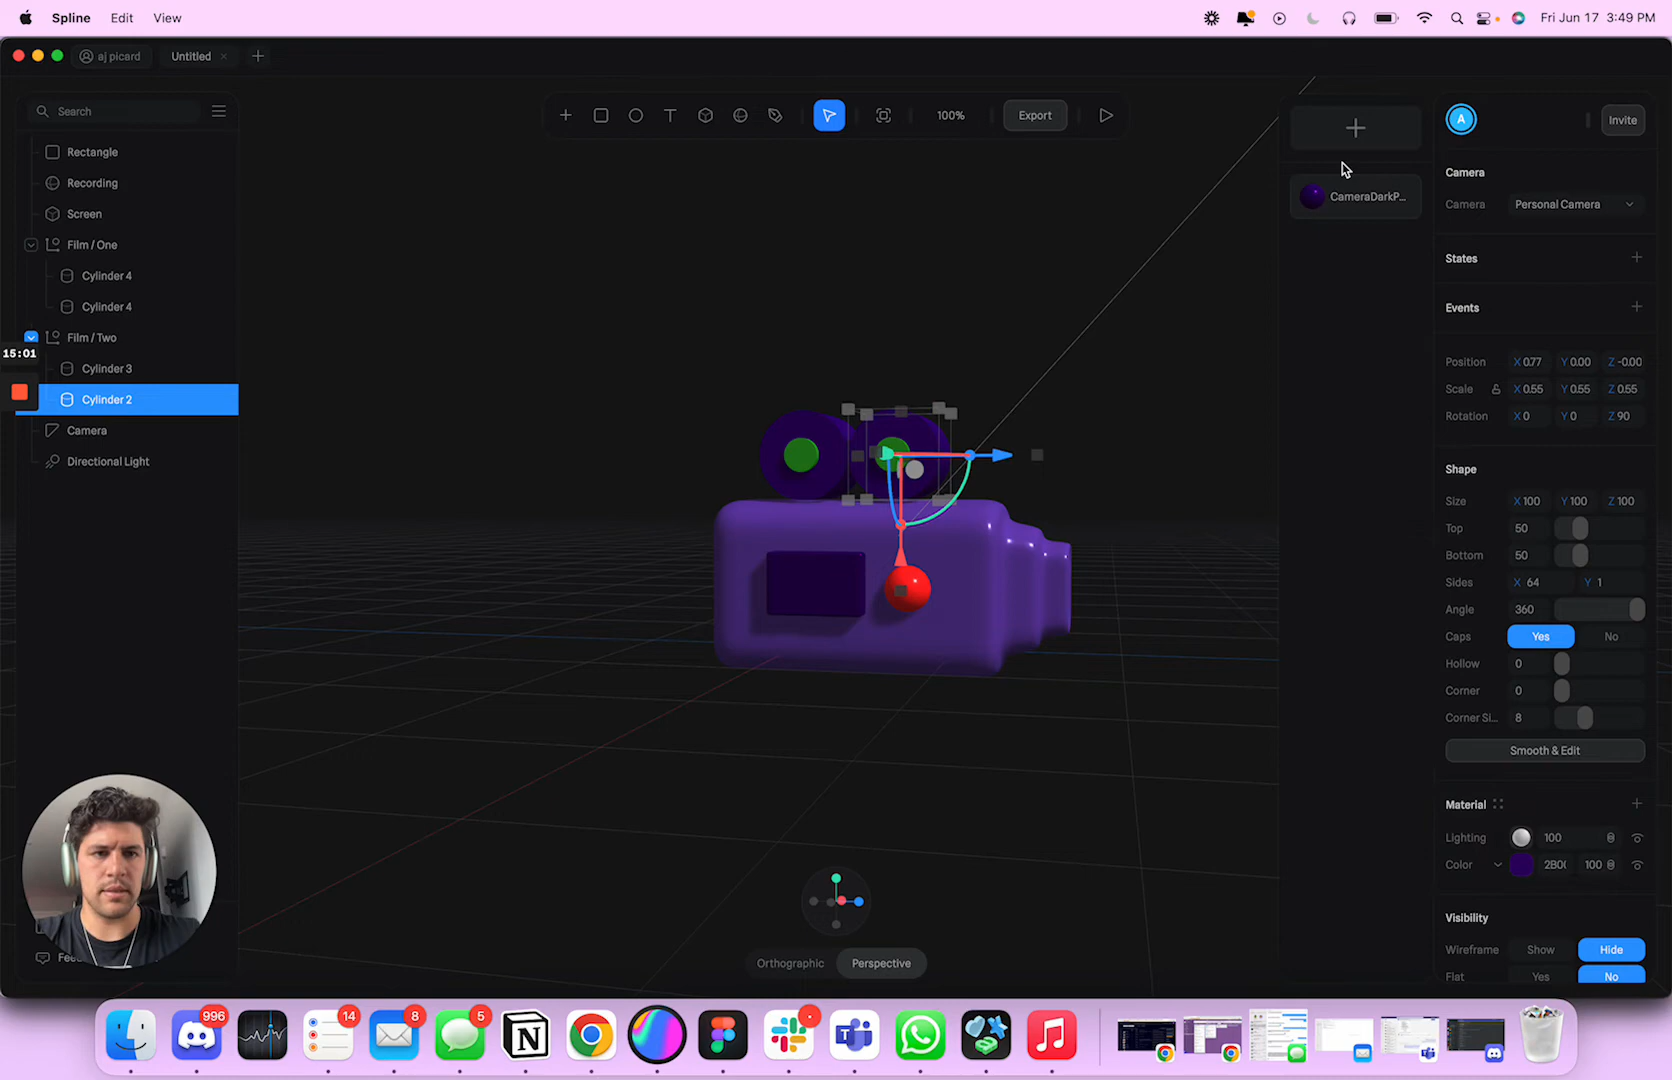 Spline Edit View
Fri Jun 17 3:49 PM
aj picard Untitled
Search
Rectangle
Recording
Screen
Film / One
Cylinder 4
Cylinder 4
Film / Two
15:01
Cylinder 3
Cylinder 2
Camera
Directional Light
T 100% Export
CameraDarkP...
A Invite
Camera
Camera Personal Camera
States
Events
Position X 0.77 Y 0.00 Z -0.00
Scale X 0.55 Y 0.55 Z 0.55
Rotation X 0 Y 0 Z 90
Shape
Size X 100 Y 100 Z 100
Top 50
Bottom 50
Sides X 64 Y 1
Angle 360
Caps Yes No
Hollow 0
Corner 0
Corner Si... 8
Smooth & Edit
Material
Lighting 100
Color 2B0( 100
Visibility
Wireframe Show Hide
Flat Yes No
Orthographic Perspective
996 14 8 5